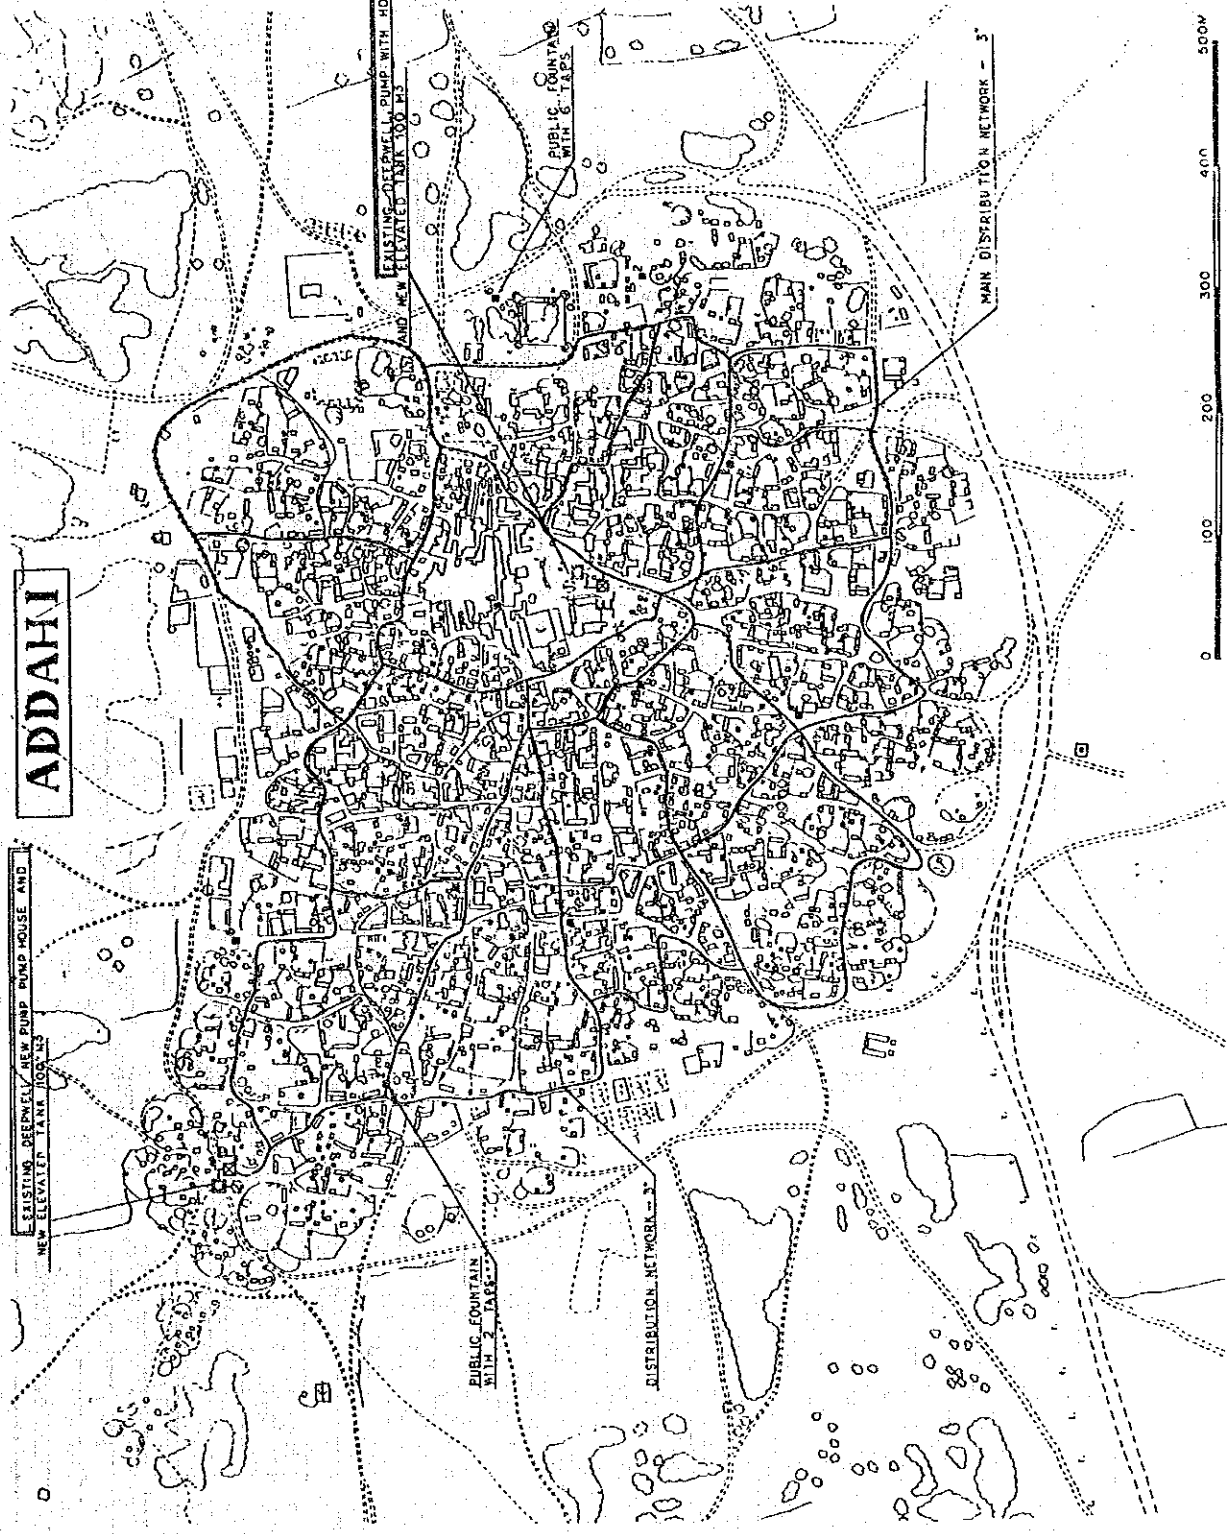 ADDAHI
EXISTING DEEPWELL NEW PUMP PUMP HOUSE AND
NEW ELEVATED TANK 100 M3
EXISTING DEEPWELL, PUMP WITH HO
AND NEW ELEVATED TANK 100 M3
PUBLIC FOUNTAIN
WITH 6 TAPS
MAIN DISTRIBUTION NETWORK - 3"
PUBLIC FOUNTAIN
WITH 2 TAPS
DISTRIBUTION NETWORK - 3"
0 100 200 300 400 500M